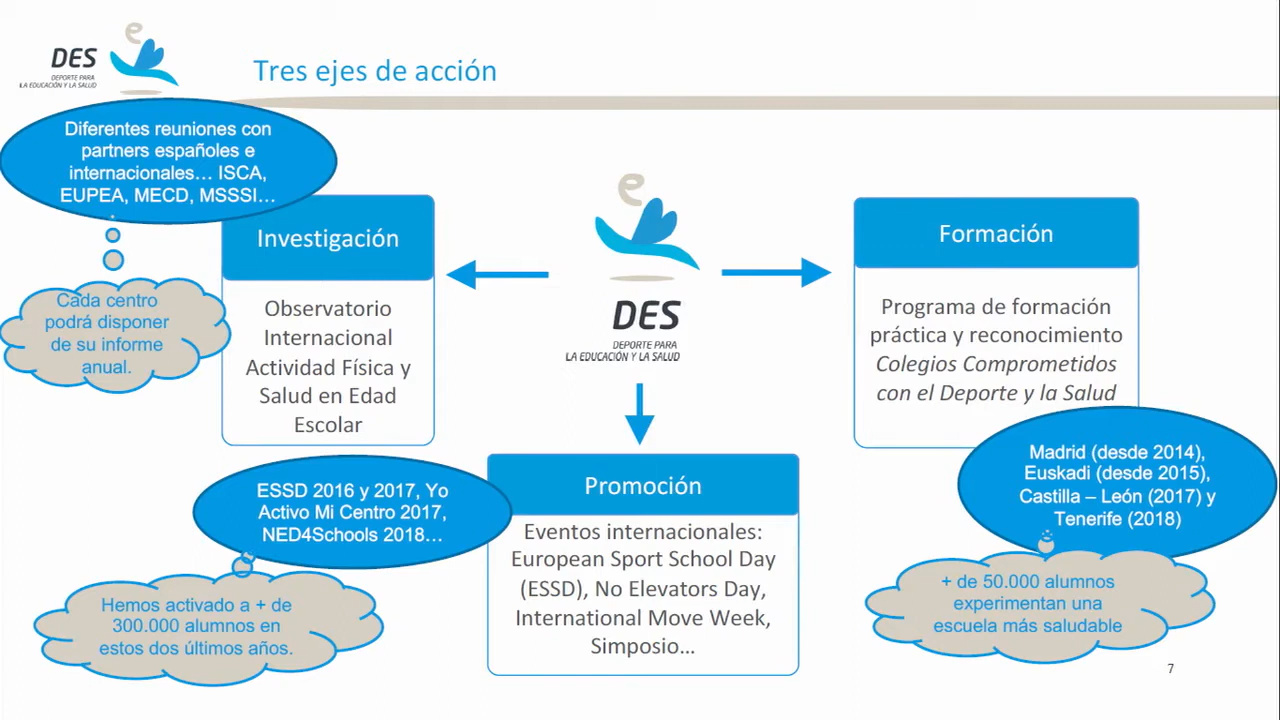 DES
DEPORTE PARA
LA EDUCACIÓN Y LA SALUD
Tres ejes de acción
Diferentes reuniones con
partners españoles e
internacionales… ISCA,
EUPEA, MECD, MSSSI…
Investigación
Observatorio
Internacional
Actividad Física y
Salud en Edad
Escolar
Cada centro
podrá disponer
de su informe
anual.
DES
DEPORTE PARA
LA EDUCACIÓN Y LA SALUD
Formación
Programa de formación
práctica y reconocimiento
Colegios Comprometidos
con el Deporte y la Salud
Madrid (desde 2014),
Euskadi (desde 2015),
Castilla – León (2017) y
Tenerife (2018)
+ de 50.000 alumnos
experimentan una
escuela más saludable
Promoción
Eventos internacionales:
European Sport School Day
(ESSD), No Elevators Day,
International Move Week,
Simposio…
ESSD 2016 y 2017, Yo
Activo Mi Centro 2017,
NED4Schools 2018…
Hemos activado a + de
300.000 alumnos en
estos dos últimos años.
7